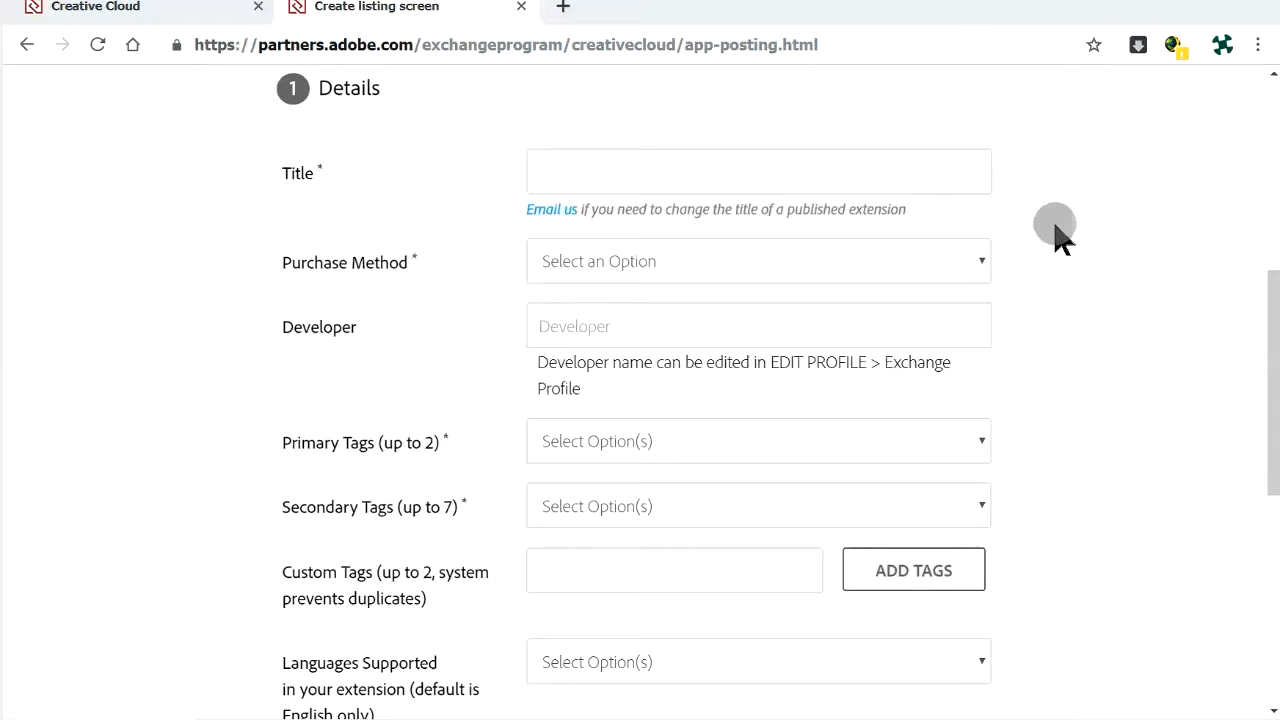 Creative Cloud
Create listing screen
https://partners.adobe.com/exchangeprogram/creativecloud/app-posting.html
1 Details
Title *
Email us if you need to change the title of a published extension
Purchase Method *
Select an Option
Developer
Developer
Developer name can be edited in EDIT PROFILE > Exchange
Profile
Primary Tags (up to 2) *
Select Option(s)
Secondary Tags (up to 7) *
Select Option(s)
Custom Tags (up to 2, system
prevents duplicates)
ADD TAGS
Languages Supported
in your extension (default is
English only)
Select Option(s)